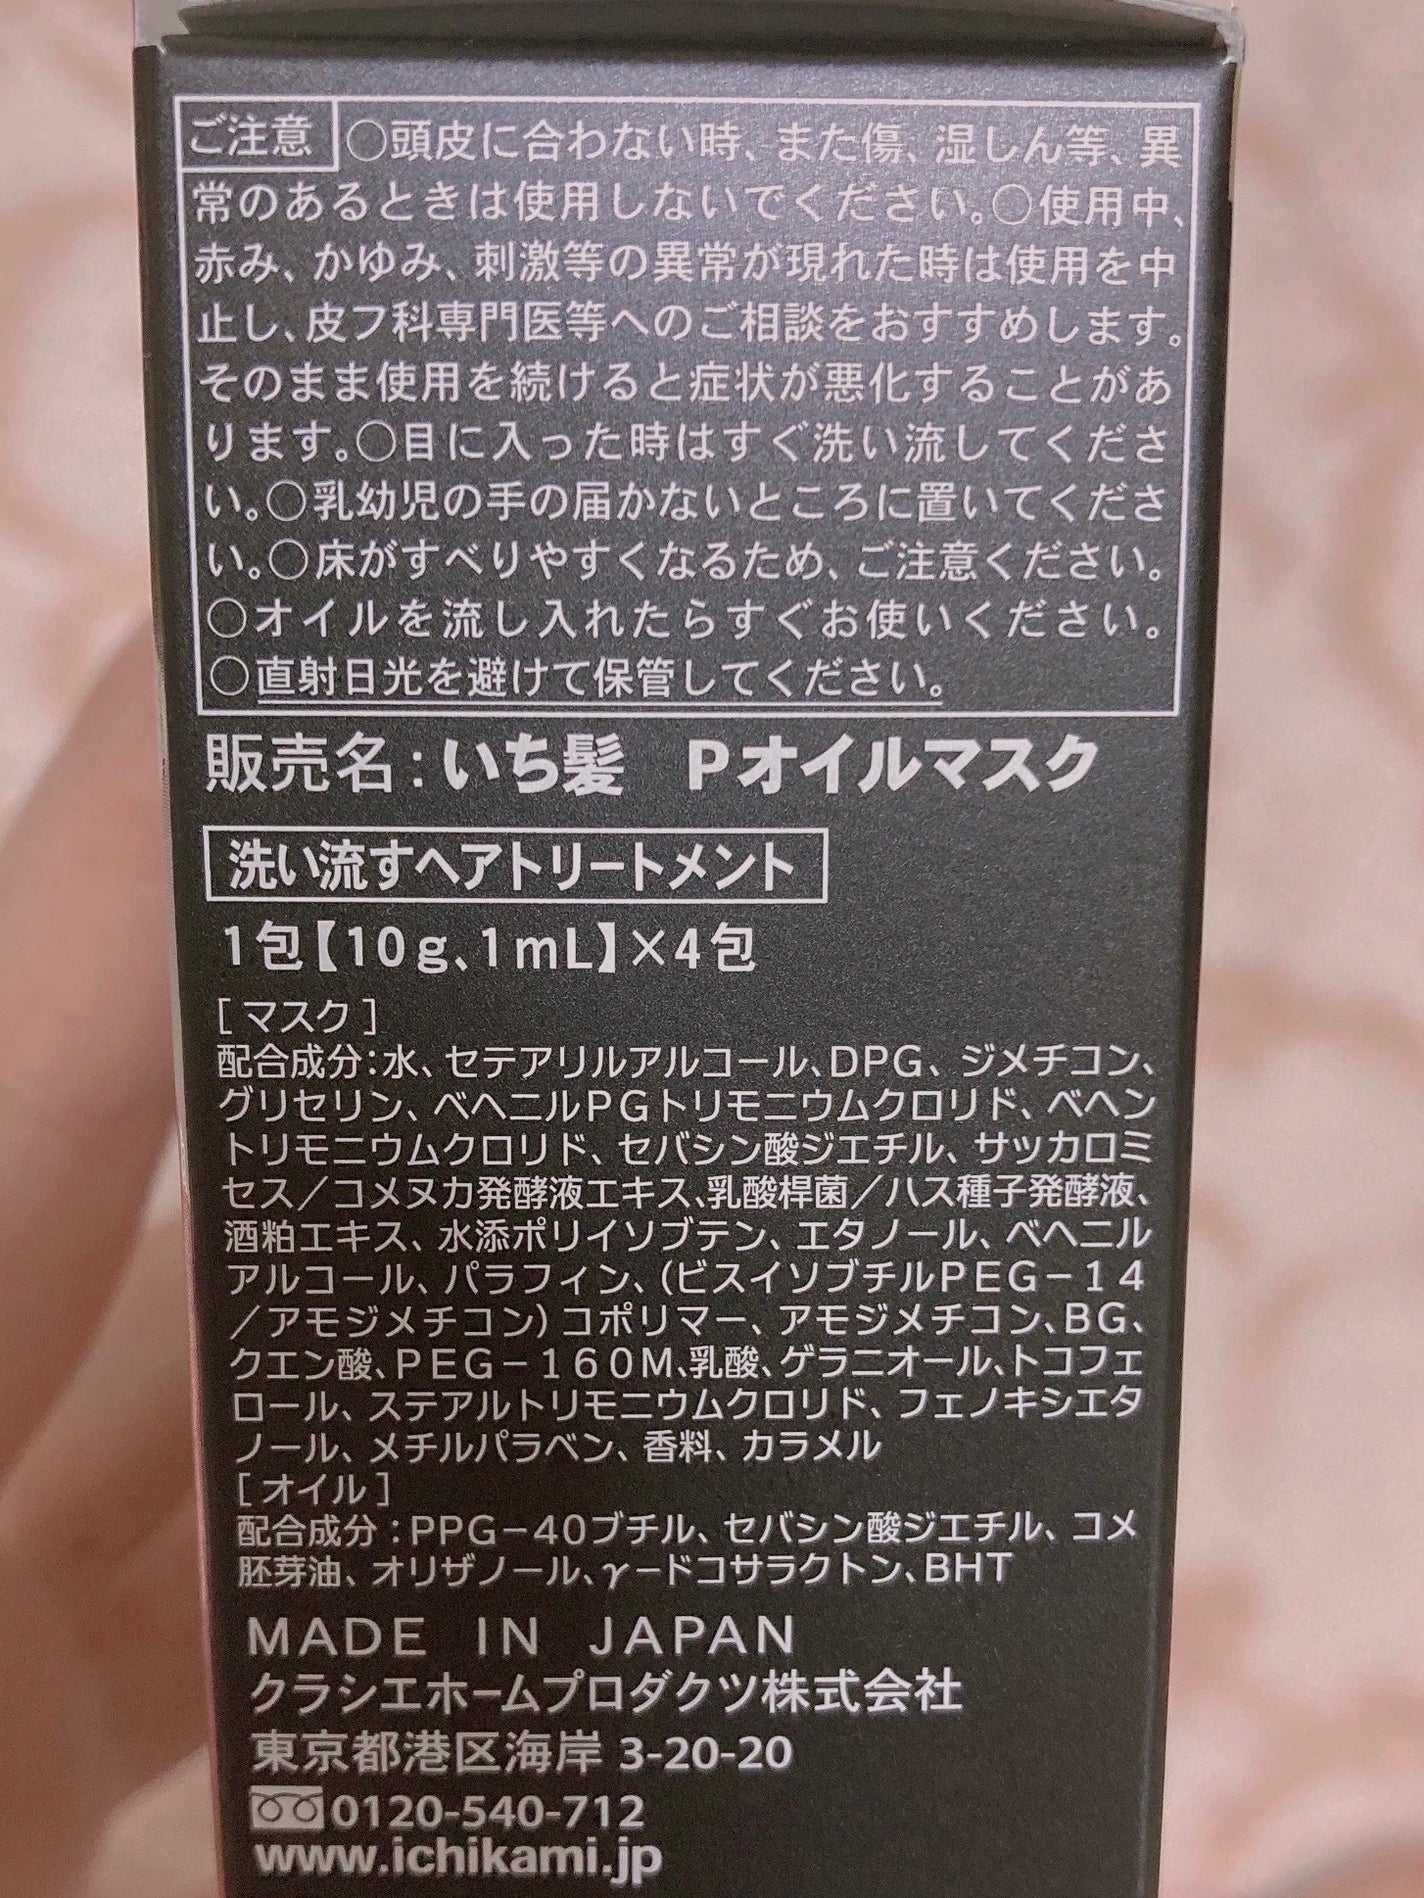 ご注意 ○頭皮に合わない時、また傷、湿しん等、異
常のあるときは使用しないでください。○使用中、
赤み、かゆみ、刺激等の異常が現れた時は使用を中
止し、皮フ科専門医等へのご相談をおすすめします。
そのまま使用を続けると症状が悪化することがあ
ります。○目に入った時はすぐ洗い流してくださ
い。○乳幼児の手の届かないところに置いてくださ
い。○床がすべりやすくなるため、ご注意ください。
○オイルを流し入れたらすぐお使いください。
○直射日光を避けて保管してください。
販売名：いち髪　Pオイルマスク
洗い流すヘアトリートメント
1包【10g、1mL】×4包
[マスク]
配合成分：水、セテアリルアルコール、DPG、ジメチコン、
グリセリン、ベヘニルPGトリモニウムクロリド、ベヘン
トリモニウムクロリド、セバシン酸ジエチル、サッカロミ
セス／コメヌカ発酵液エキス、乳酸桿菌／ハス種子発酵液、
酒粕エキス、水添ポリイソブテン、エタノール、ベヘニル
アルコール、パラフィン、（ビスイソブチルPEG－14
／アモジメチコン）コポリマー、アモジメチコン、BG、
クエン酸、PEG－160M、乳酸、ゲラニオール、トコフェ
ロール、ステアルトリモニウムクロリド、フェノキシエタ
ノール、メチルパラベン、香料、カラメル
[オイル]
配合成分：PPG－40ブチル、セバシン酸ジエチル、コメ
胚芽油、オリザノール、γ－ドコサラクトン、BHT
MADE IN JAPAN
クラシエホームプロダクツ株式会社
東京都港区海岸 3-20-20
0120-540-712
www.ichikami.jp